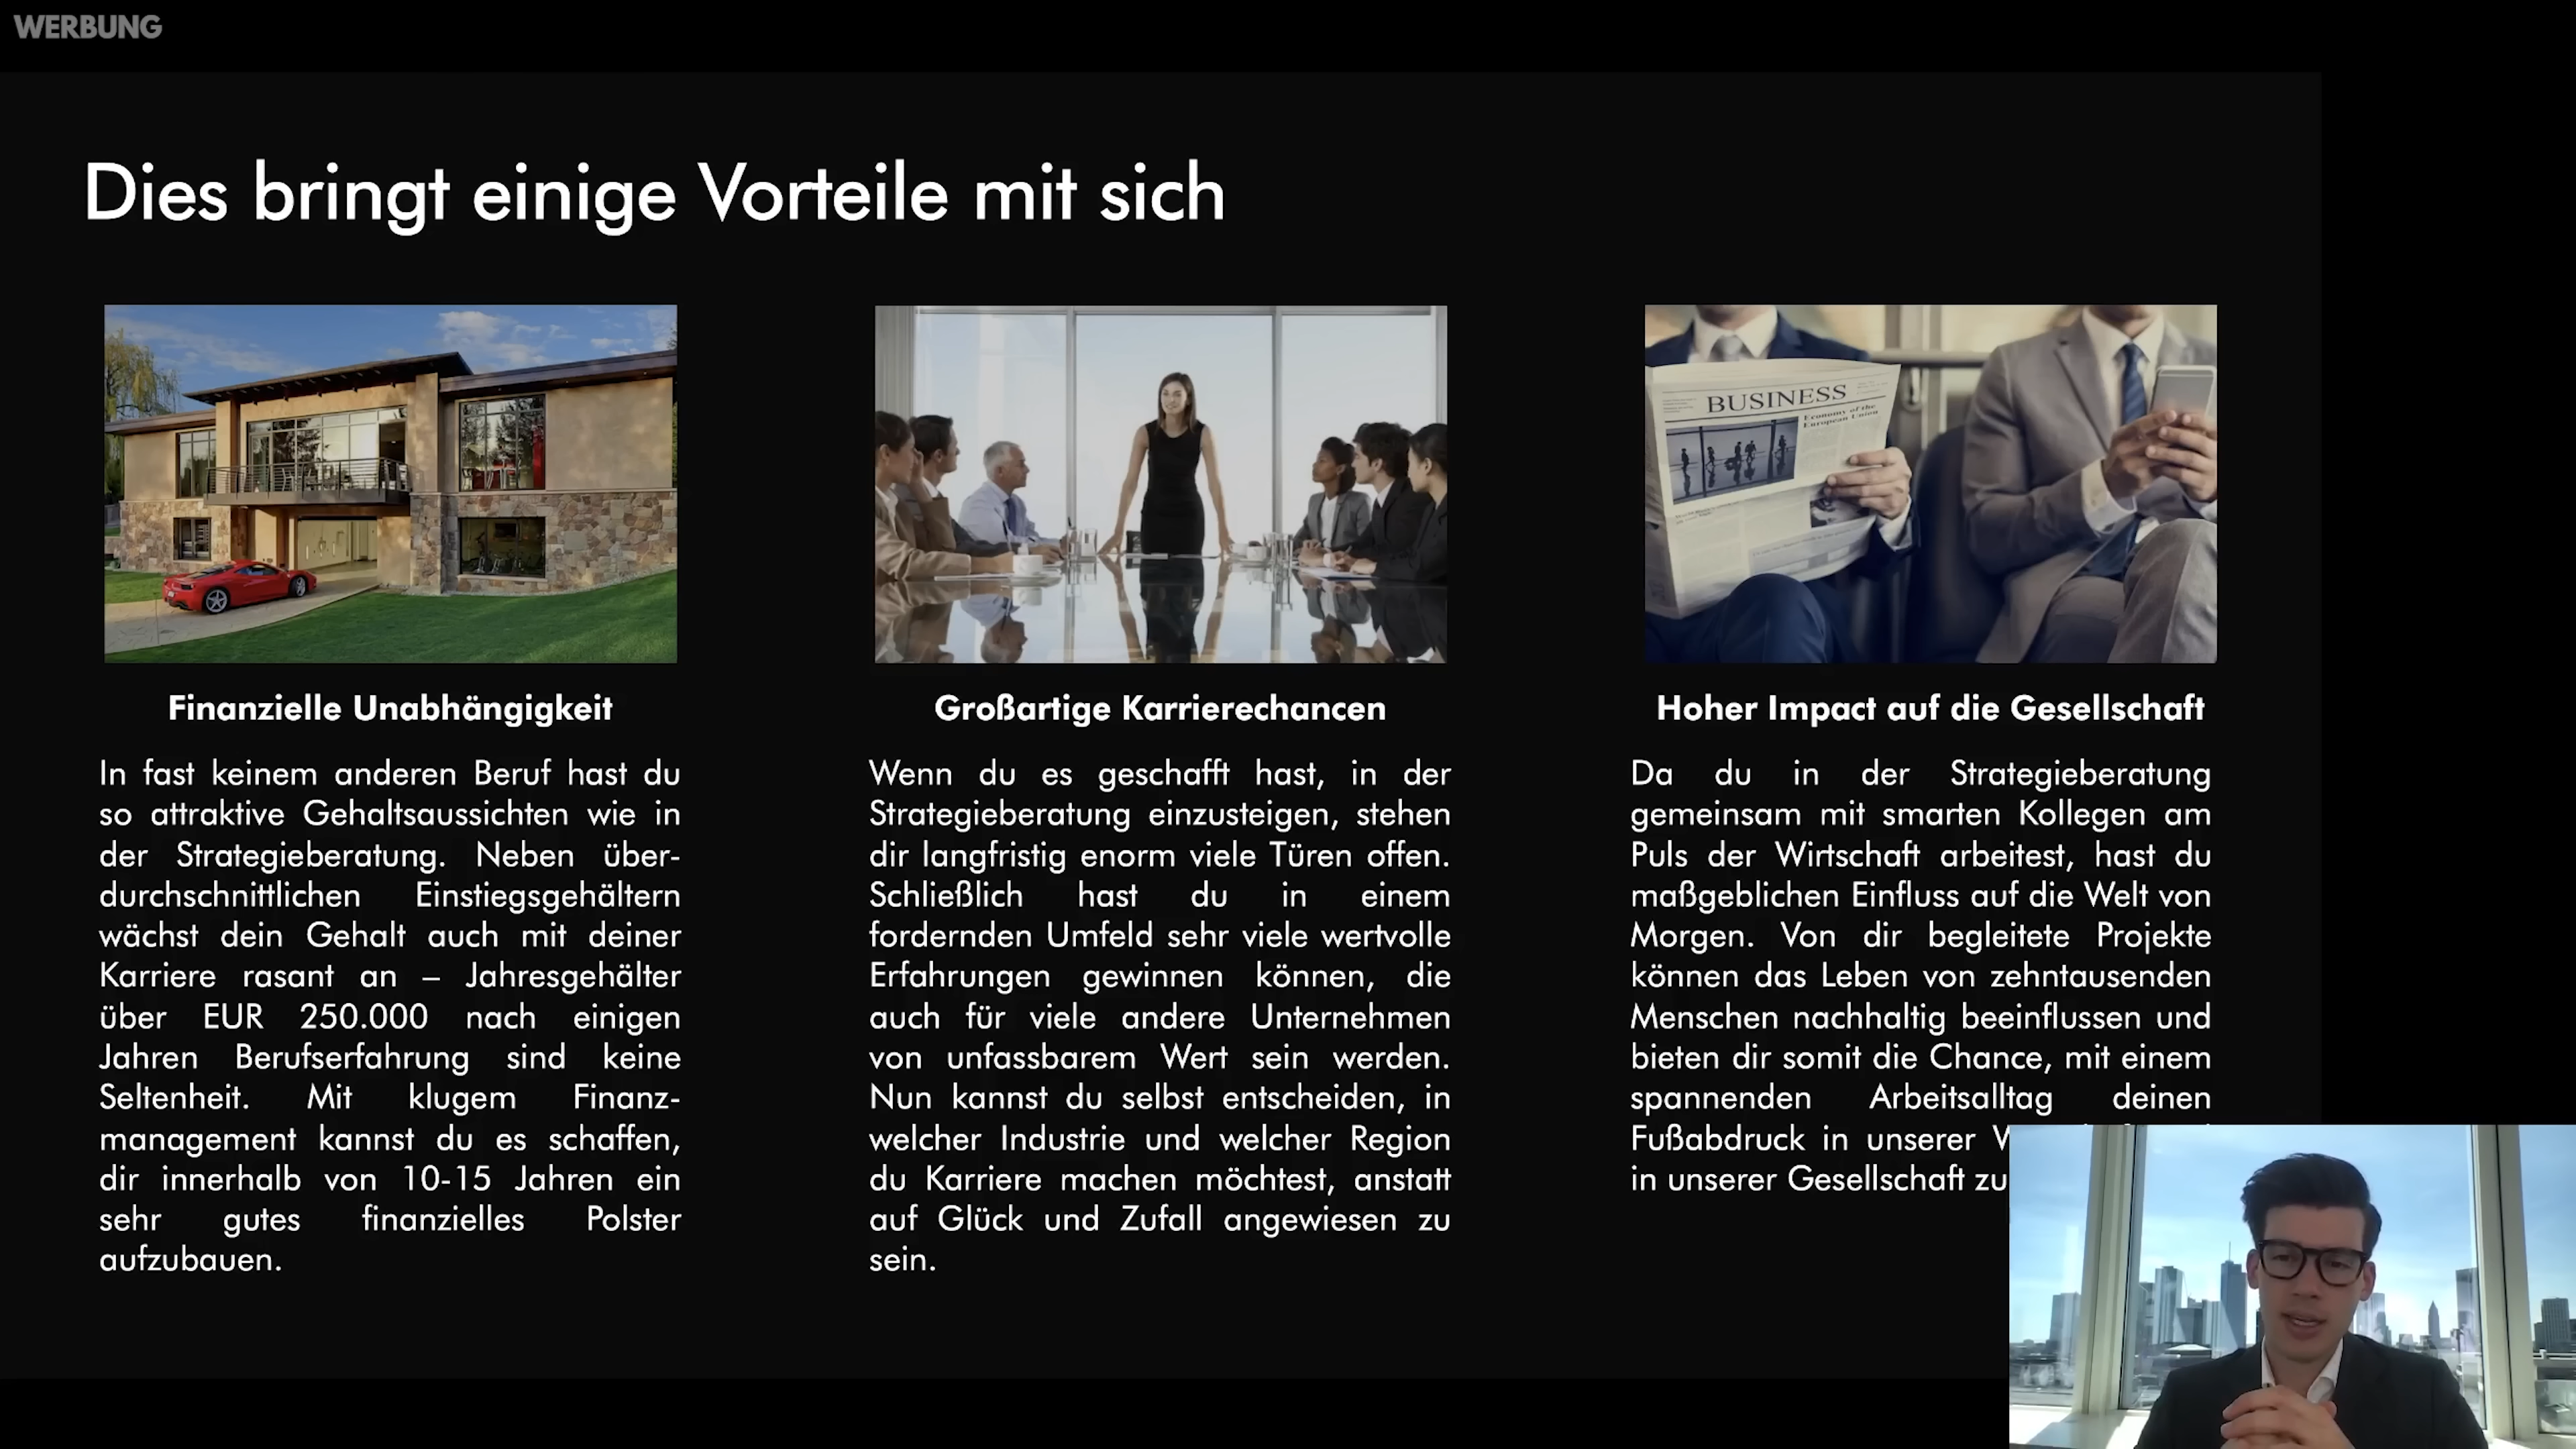 WERBUNG
Dies bringt einige Vorteile mit sich
BUSINESS
Economy of the
European Union
Finanzielle Unabhängigkeit
In fast keinem anderen Beruf hast du
so attraktive Gehaltsaussichten wie in
der Strategieberatung. Neben über-
durchschnittlichen Einstiegsgehältern
wächst dein Gehalt auch mit deiner
Karriere rasant an – Jahresgehälter
über EUR 250.000 nach einigen
Jahren Berufserfahrung sind keine
Seltenheit. Mit klugem Finanz-
management kannst du es schaffen,
dir innerhalb von 10-15 Jahren ein
sehr gutes finanzielles Polster
aufzubauen.
Großartige Karrierechancen
Wenn du es geschafft hast, in der
Strategieberatung einzusteigen, stehen
dir langfristig enorm viele Türen offen.
Schließlich hast du in einem
fordernden Umfeld sehr viele wertvolle
Erfahrungen gewinnen können, die
auch für viele andere Unternehmen
von unfassbarem Wert sein werden.
Nun kannst du selbst entscheiden, in
welcher Industrie und welcher Region
du Karriere machen möchtest, anstatt
auf Glück und Zufall angewiesen zu
sein.
Hoher Impact auf die Gesellschaft
Da du in der Strategieberatung
gemeinsam mit smarten Kollegen am
Puls der Wirtschaft arbeitest, hast du
maßgeblichen Einfluss auf die Welt von
Morgen. Von dir begleitete Projekte
können das Leben von zehntausenden
Menschen nachhaltig beeinflussen und
bieten dir somit die Chance, mit einem
spannenden Arbeitsalltag deinen
Fußabdruck in unserer
in unserer Gesellschaft zu